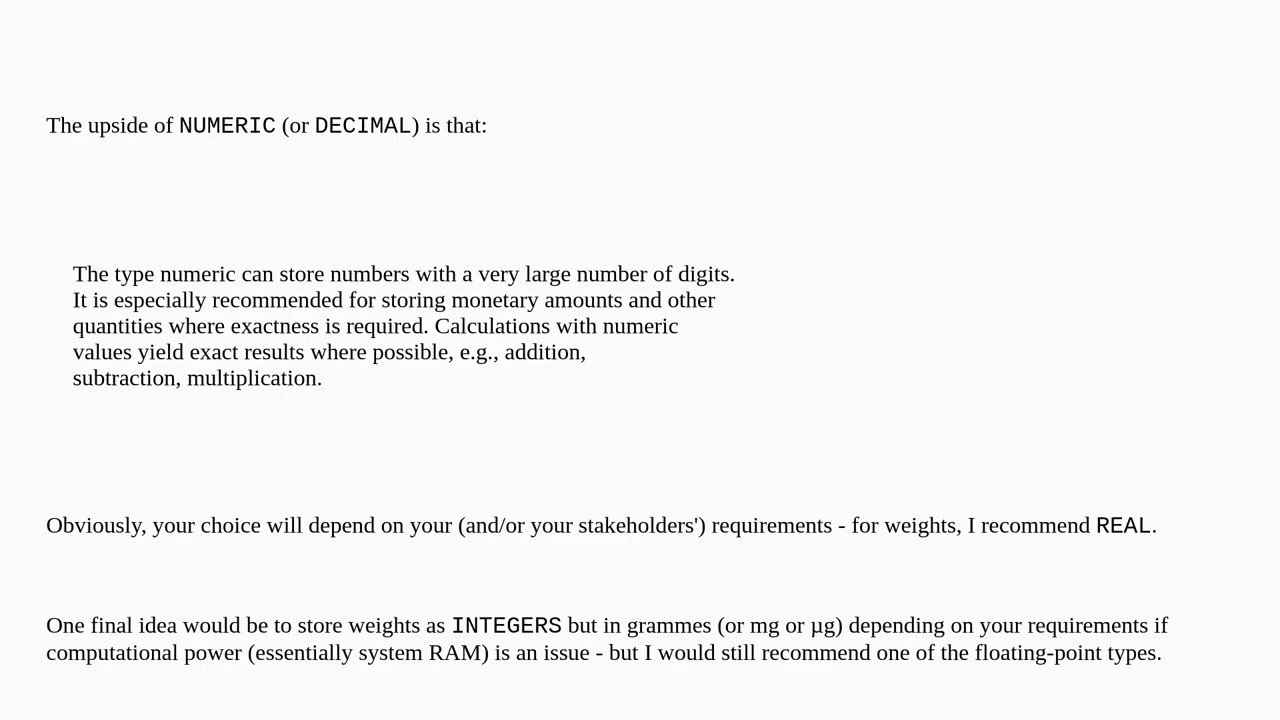 The upside of NUMERIC (or DECIMAL) is that:
The type numeric can store numbers with a very large number of digits.
It is especially recommended for storing monetary amounts and other
quantities where exactness is required. Calculations with numeric
values yield exact results where possible, e.g., addition,
subtraction, multiplication.
Obviously, your choice will depend on your (and/or your stakeholders') requirements - for weights, I recommend REAL.
One final idea would be to store weights as INTEGERS but in grammes (or mg or µg) depending on your requirements if
computational power (essentially system RAM) is an issue - but I would still recommend one of the floating-point types.